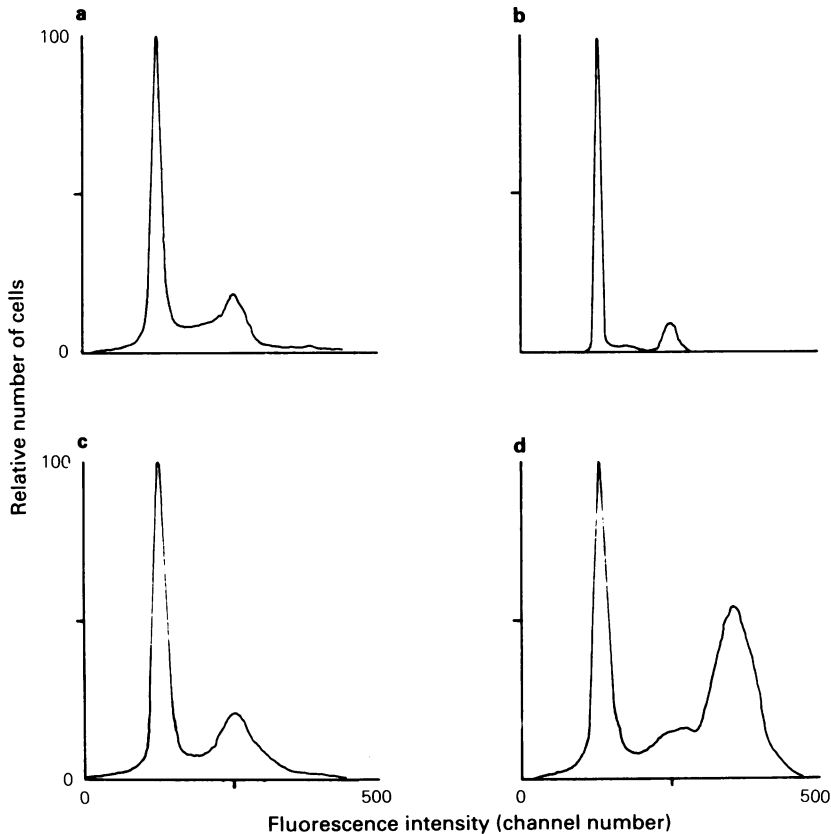 a
b
100
0
c
d
100
0
0
500
0
500
Relative number of cells
Fluorescence intensity (channel number)